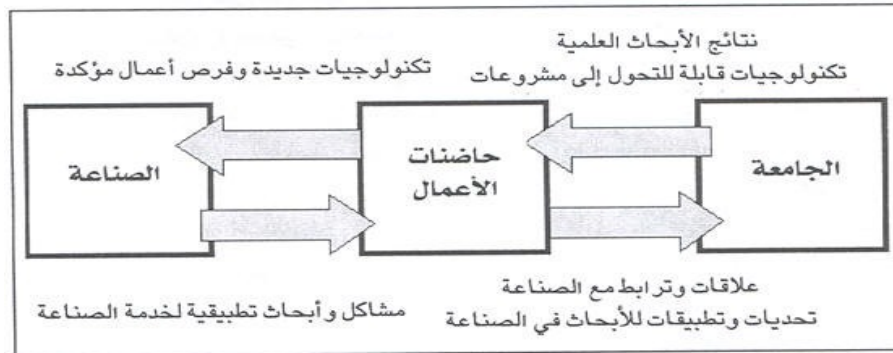 نتائج الأبحاث العلمية
تكنولوجيات قابلة للتحول إلى مشروعات
تكنولوجيات جديدة وفرص أعمال مؤكدة
الجامعة
حاضنات
الأعمال
الصناعة
علاقات وترابط مع الصناعة
تحديات وتطبيقات للأبحاث في الصناعة
مشاكل وأبحاث تطبيقية لخدمة الصناعة